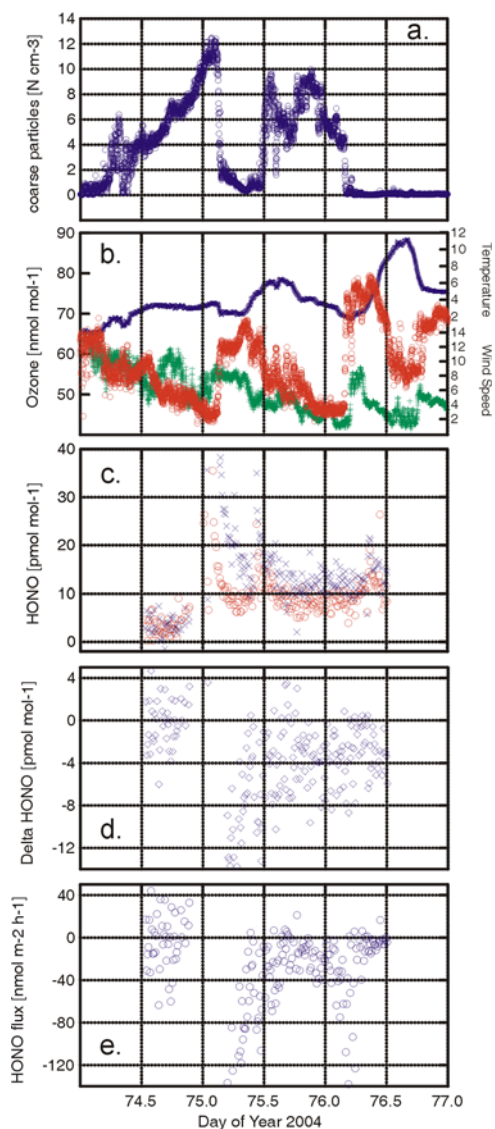 a.
coarse particles [N cm-3]
14
12
10
8
6
4
2
0
b.
Ozone [nmol mol-1]
90
80
70
60
50
12
10
8
6
4
2
Temperature
14
12
10
8
6
4
2
Wind Speed
c.
HONO [pmol mol-1]
40
30
20
10
0
d.
Delta HONO [pmol mol-1]
4
0
-4
-8
-12
e.
HONO flux [nmol m-2 h-1]
40
0
-40
-80
-120
74.5 75.0 75.5 76.0 76.5 77.0
Day of Year 2004